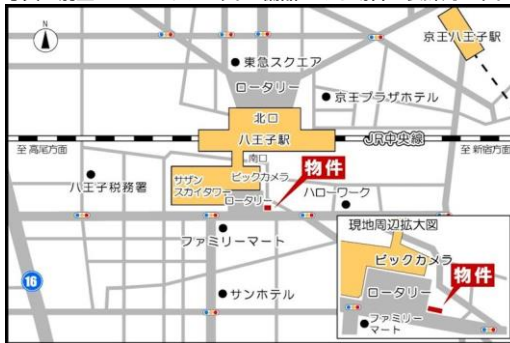 N
京王八王子駅
東急スクエア
ロータリー
京王プラザホテル
北口
八王子駅
JR中央線
至 高尾方面
至 新宿方面
南口
ビックカメラ
物件
サザン
スカイタワー
八王子税務署
ロータリー
ハローワーク
ファミリーマート
16
サンホテル
現地周辺拡大図
ビックカメラ
物件
ロータリー
ファミリー
マート